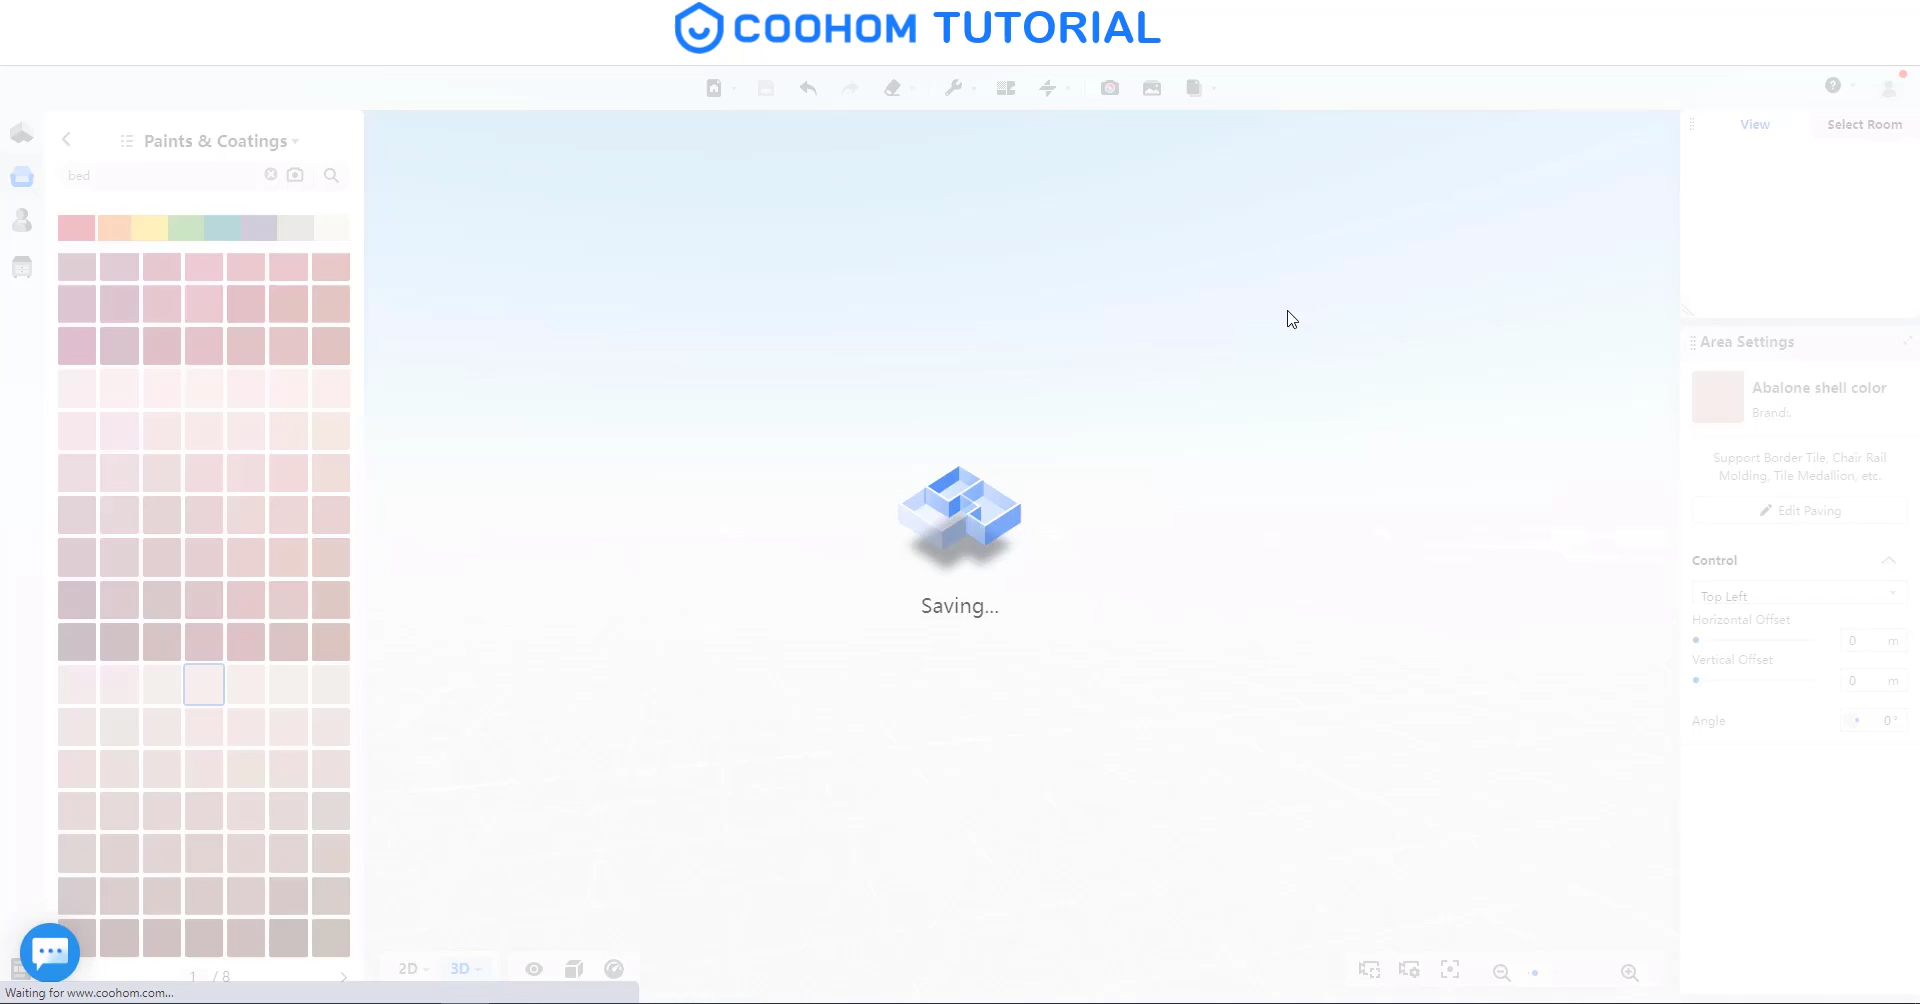 COOHOM TUTORIAL
Paints & Coatings
bed
View
Select Room
Area Settings
Abalone shell color
Brand:.
Support Border Tile, Chair Rail
Molding, Tile Medallion, etc.
Edit Paving
Control
Top Left
Horizontal Offset
0 m
Vertical Offset
0 m
Angle
0°
Saving...
1 / 8
2D
3D
Waiting for www.coohom.com...